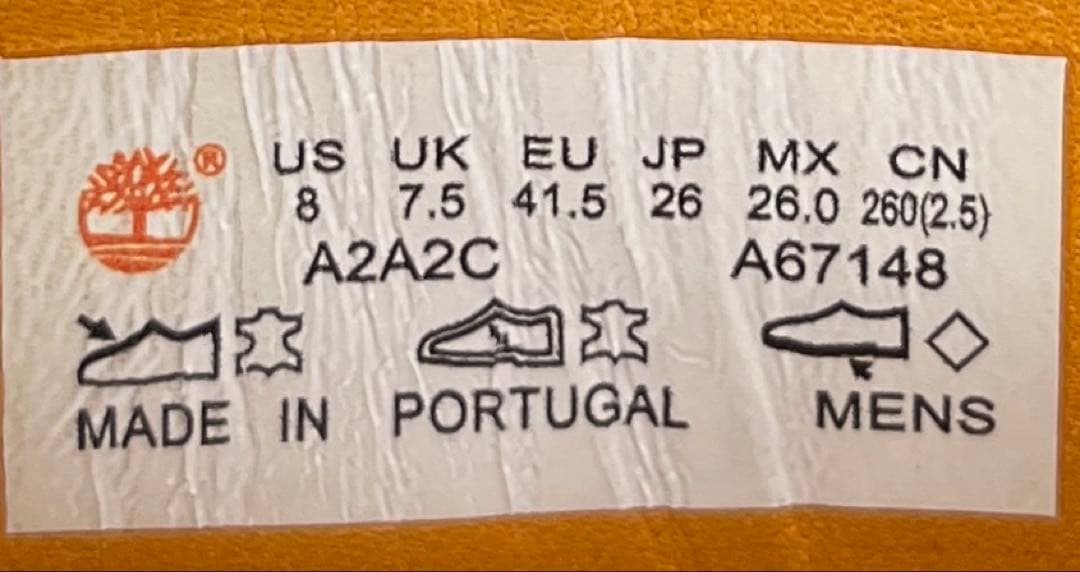 ® US UK EU JP MX CN
8 7.5 41.5 26 26.0 260(2.5)
A2A2C A67148
MADE IN PORTUGAL MENS